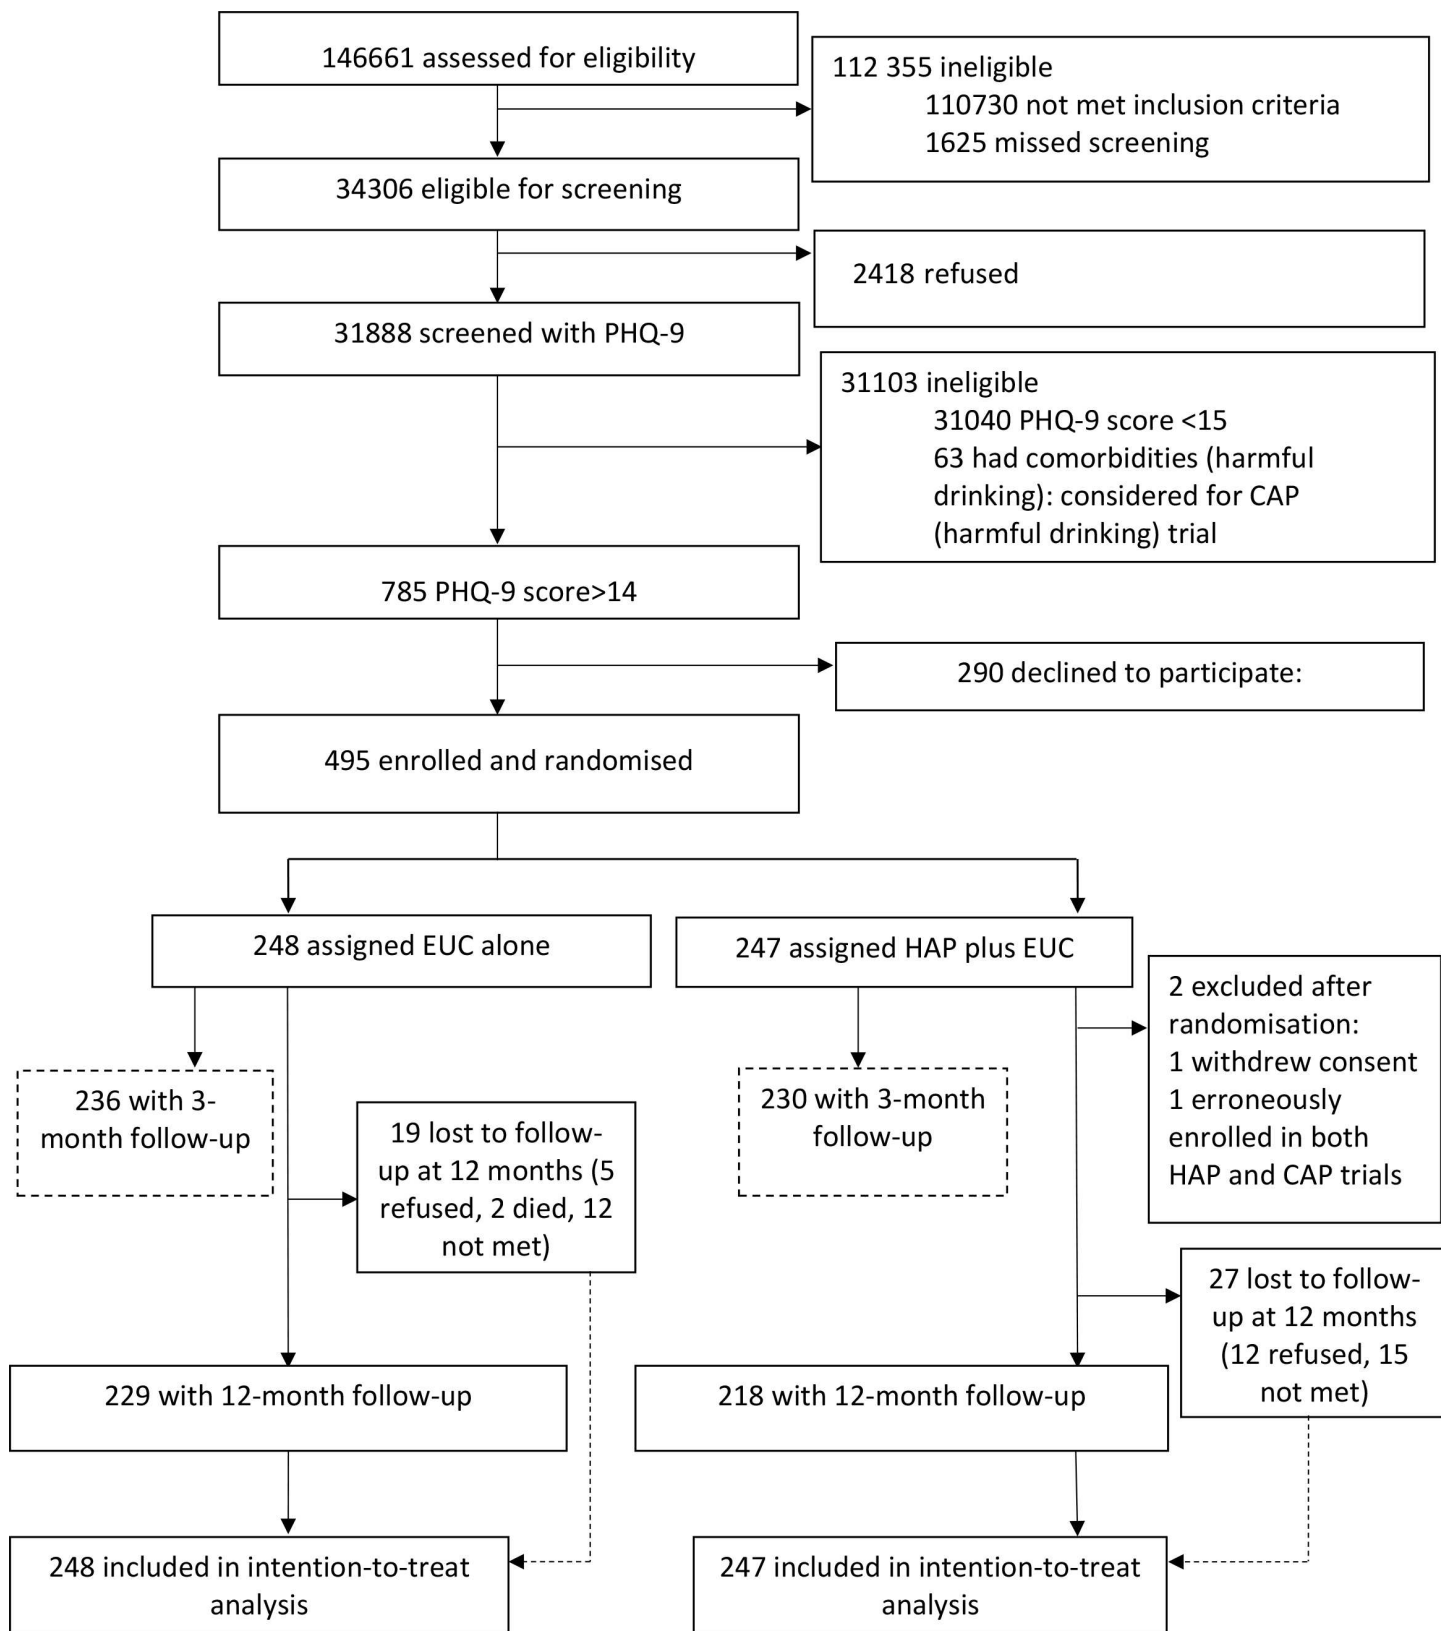 146661 assessed for eligibility
112 355 ineligible
110730 not met inclusion criteria
1625 missed screening
34306 eligible for screening
2418 refused
31888 screened with PHQ-9
31103 ineligible
31040 PHQ-9 score <15
63 had comorbidities (harmful
drinking): considered for CAP
(harmful drinking) trial
785 PHQ-9 score>14
290 declined to participate:
495 enrolled and randomised
248 assigned EUC alone
247 assigned HAP plus EUC
2 excluded after
randomisation:
1 withdrew consent
1 erroneously
enrolled in both
HAP and CAP trials
236 with 3-
month follow-up
230 with 3-month
follow-up
19 lost to follow-
up at 12 months (5
refused, 2 died, 12
not met)
27 lost to follow-
up at 12 months
(12 refused, 15
not met)
229 with 12-month follow-up
218 with 12-month follow-up
248 included in intention-to-treat
analysis
247 included in intention-to-treat
analysis